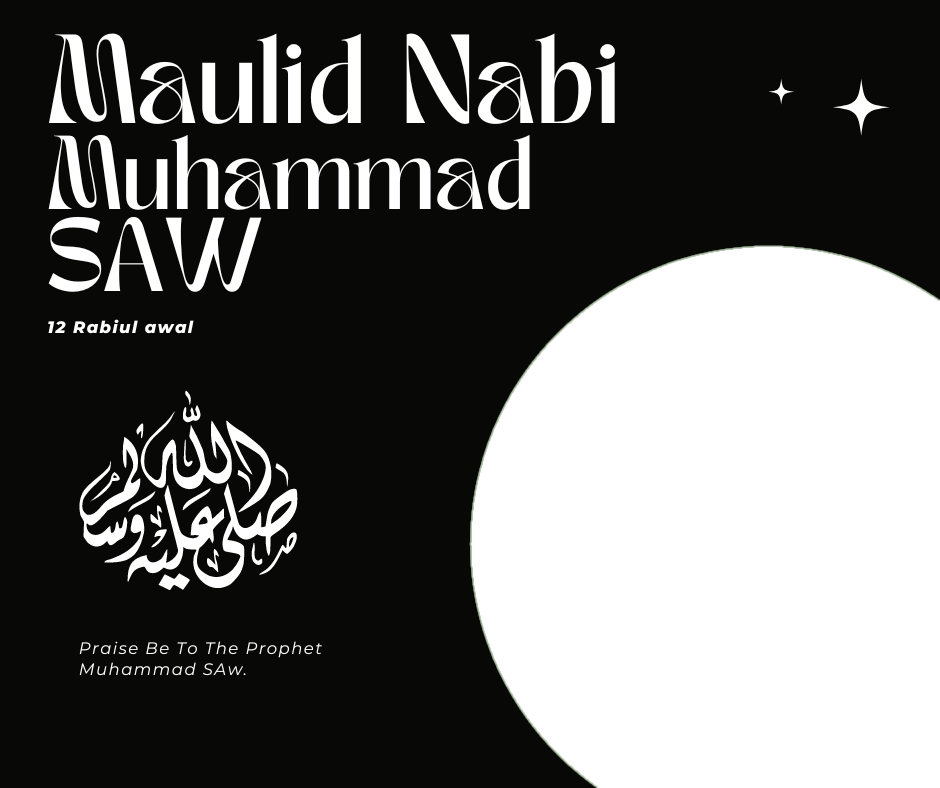 Maulid Nabi
Muhammad
SAW
12 Rabiul awal
صلى الله عليه وسلم
Praise Be To The Prophet
Muhammad SAw.